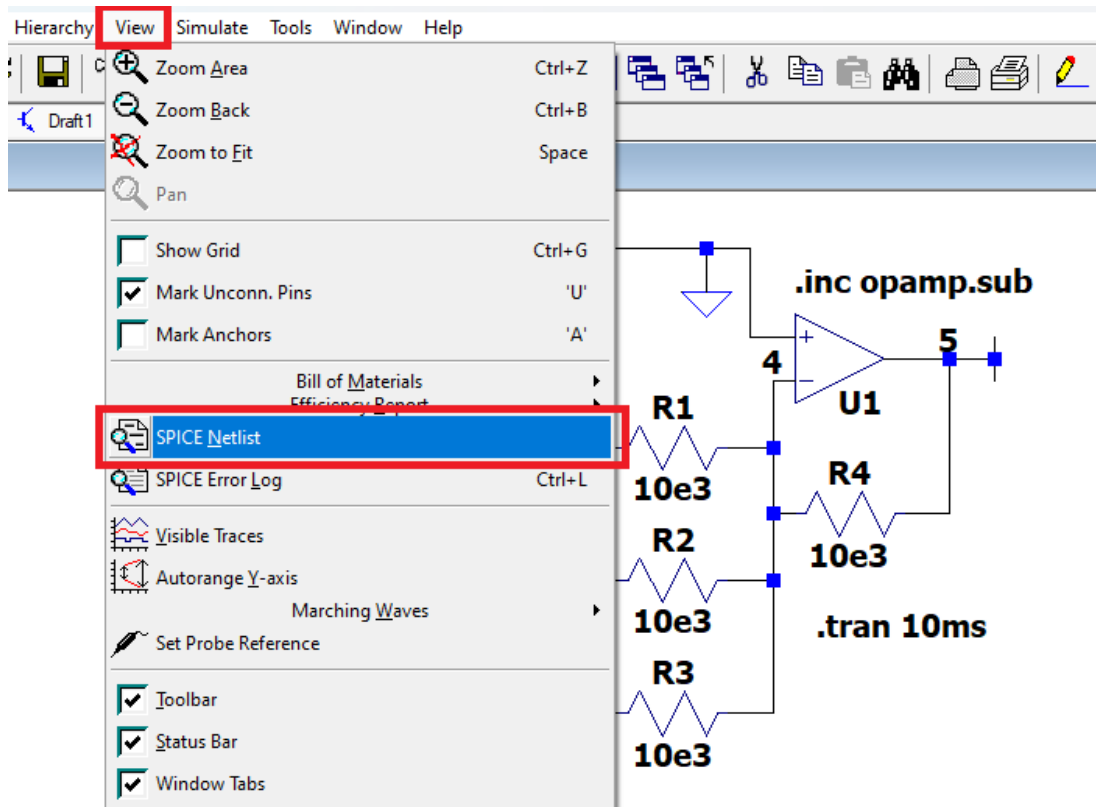 Hierarchy View Simulate Tools Window Help
Draft1
Zoom Area Ctrl+Z
Zoom Back Ctrl+B
Zoom to Fit Space
Pan
Show Grid Ctrl+G
Mark Unconn. Pins 'U'
Mark Anchors 'A'
Bill of Materials
Efficiency Report
SPICE Netlist
SPICE Error Log Ctrl+L
Visible Traces
Autorange Y-axis
Marching Waves
Set Probe Reference
Toolbar
Status Bar
Window Tabs
.inc opamp.sub
4
+
−
5
U1
R1
10e3
R4
10e3
R2
10e3
.tran 10ms
R3
10e3